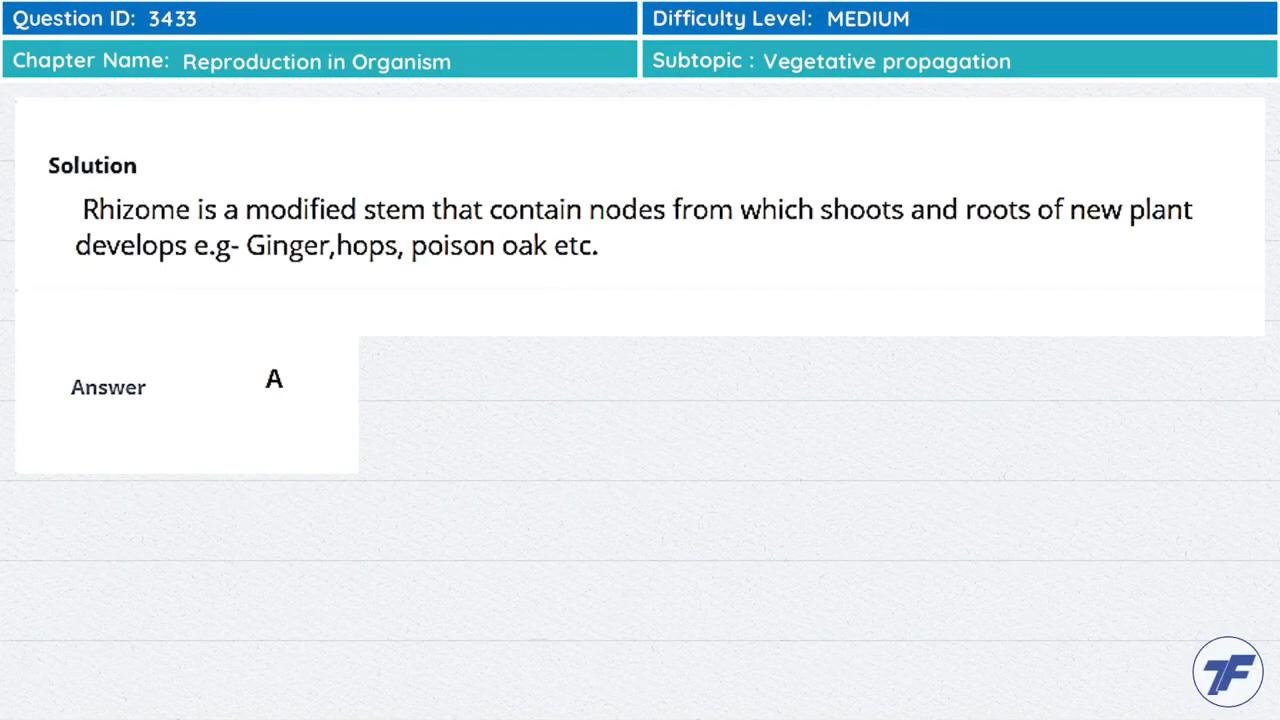 Question ID: 3433
Difficulty Level: MEDIUM
Chapter Name: Reproduction in Organism
Subtopic : Vegetative propagation
Solution
Rhizome is a modified stem that contain nodes from which shoots and roots of new plant
develops e.g- Ginger,hops, poison oak etc.
Answer A